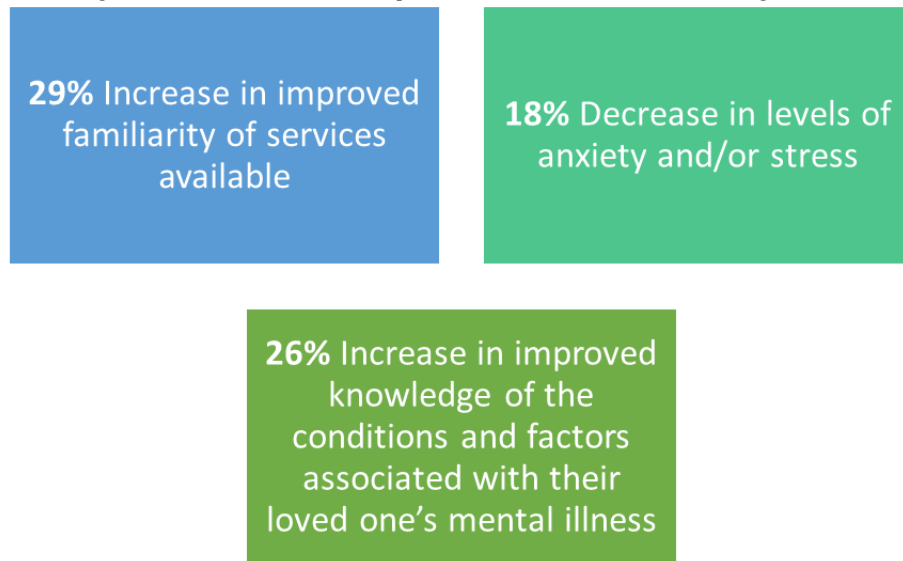 29% Increase in improved
familiarity of services
available
18% Decrease in levels of
anxiety and/or stress
26% Increase in improved
knowledge of the
conditions and factors
associated with their
loved one’s mental illness